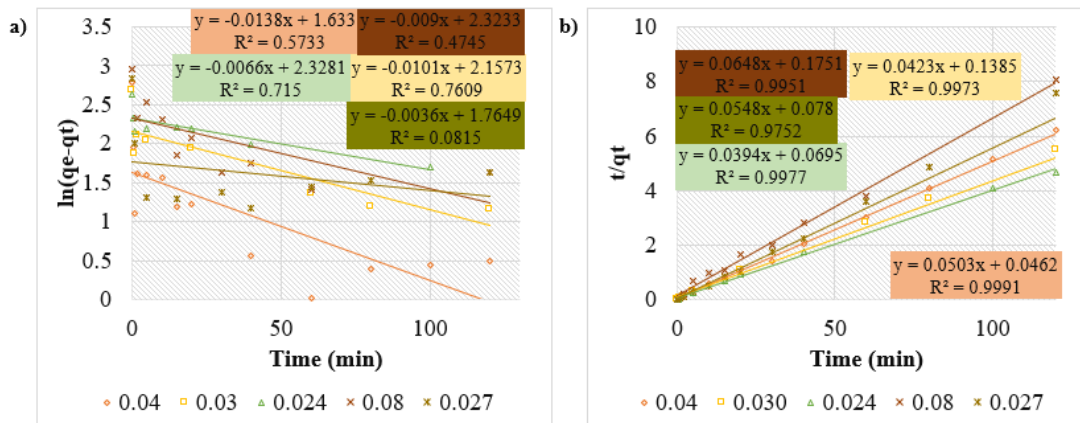 a)
3.5
3
2.5
2
1.5
1
0.5
0
ln(qe-qt)
y = -0.0138x + 1.633
R² = 0.5733
y = -0.009x + 2.3233
R² = 0.4745
y = -0.0066x + 2.3281
R² = 0.715
y = -0.0101x + 2.1573
R² = 0.7609
y = -0.0036x + 1.7649
R² = 0.0815
0 50 100
Time (min)
0.04 0.03 0.024 0.08 0.027
b)
10
8
6
4
2
0
t/qt
y = 0.0648x + 0.1751
R² = 0.9951
y = 0.0423x + 0.1385
R² = 0.9973
y = 0.0548x + 0.078
R² = 0.9752
y = 0.0394x + 0.0695
R² = 0.9977
y = 0.0503x + 0.0462
R² = 0.9991
0 50 100
Time (min)
0.04 0.030 0.024 0.08 0.027